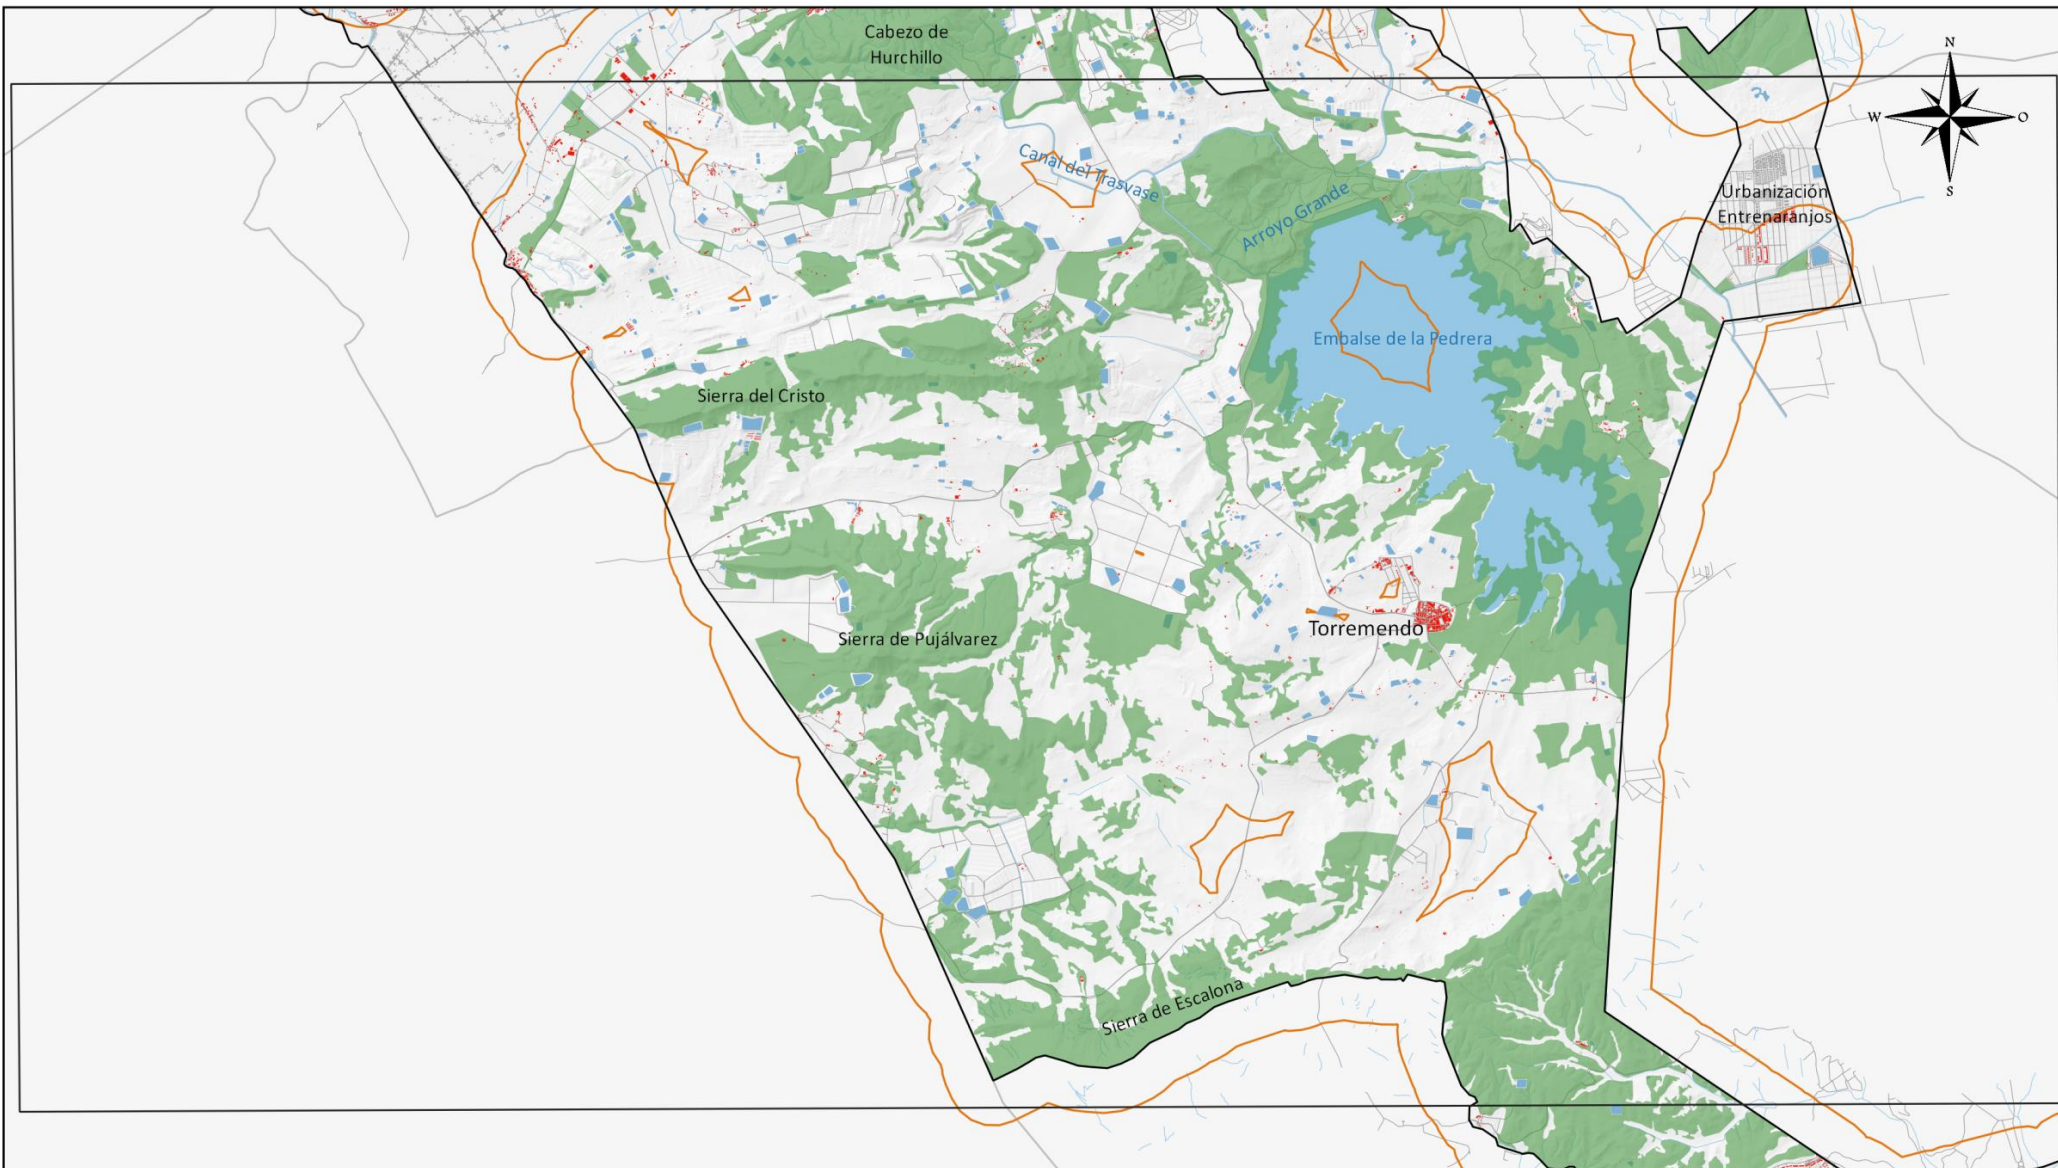 Cabezo de
Hurchillo
N
W
O
S
Canal del Trasvase
Arroyo Grande
Urbanización
Entrenaranjos
Embalse de la Pedrera
Sierra del Cristo
Torremendo
Sierra de Pujálvarez
Sierra de Escalona